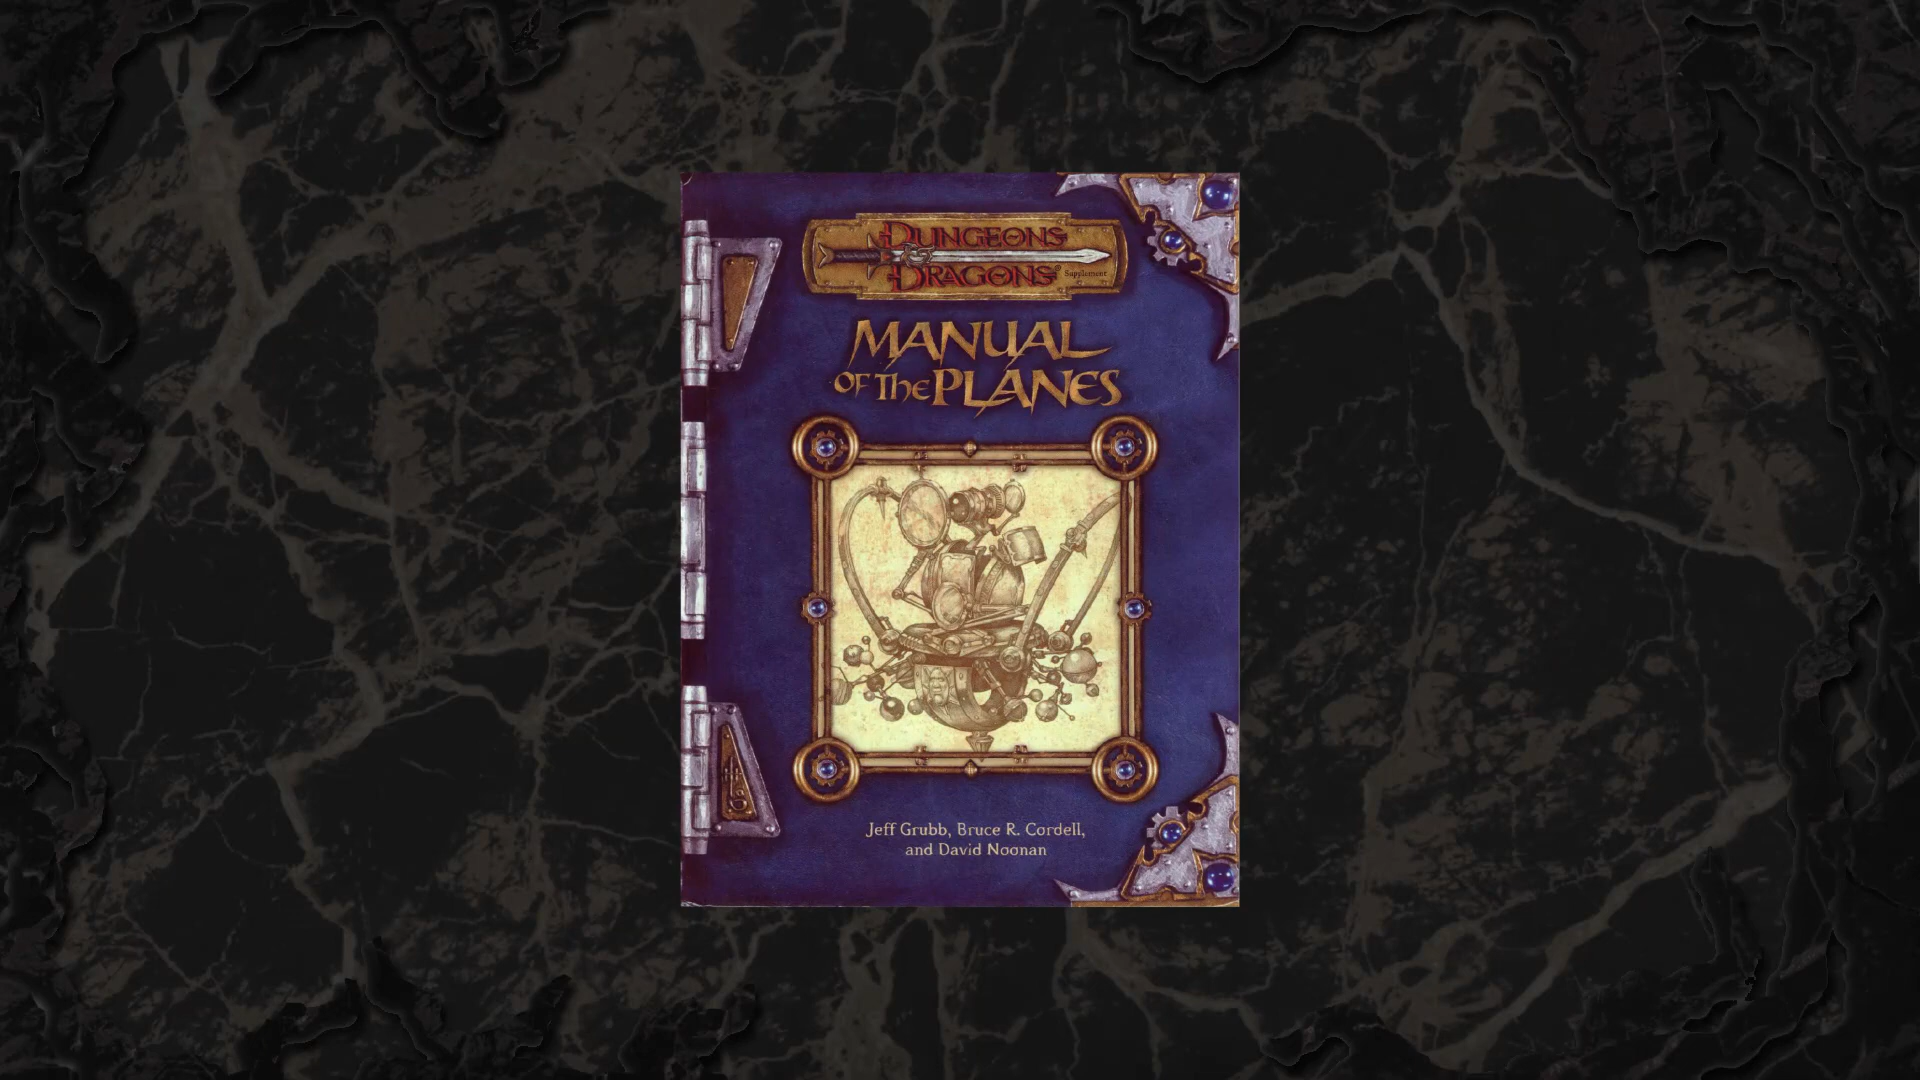 DUNGEONS
& DRAGONS® Supplement
MANUAL
OF THE PLANES
Jeff Grubb, Bruce R. Cordell,
and David Noonan